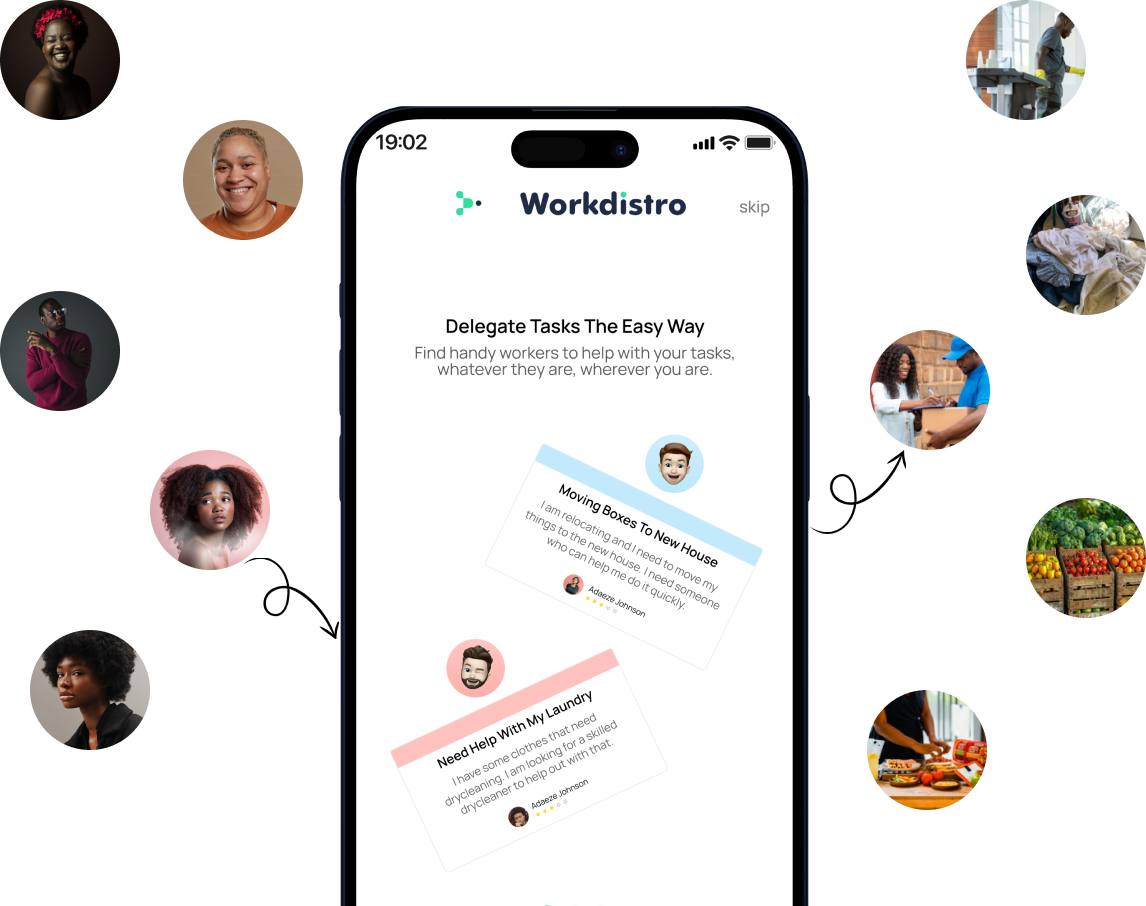 19:02
Workdistro
skip
Delegate Tasks The Easy Way
Find handy workers to help with your tasks,
whatever they are, wherever you are.
Moving Boxes To New House
I am relocating and I need to move my
things to the new house. I need someone
who can help me do it quickly.
Adaeze Johnson
Need Help With My Laundry
I have some clothes that need
drycleaning. I am looking for a skilled
drycleaner to help out with that.
Adaeze Johnson